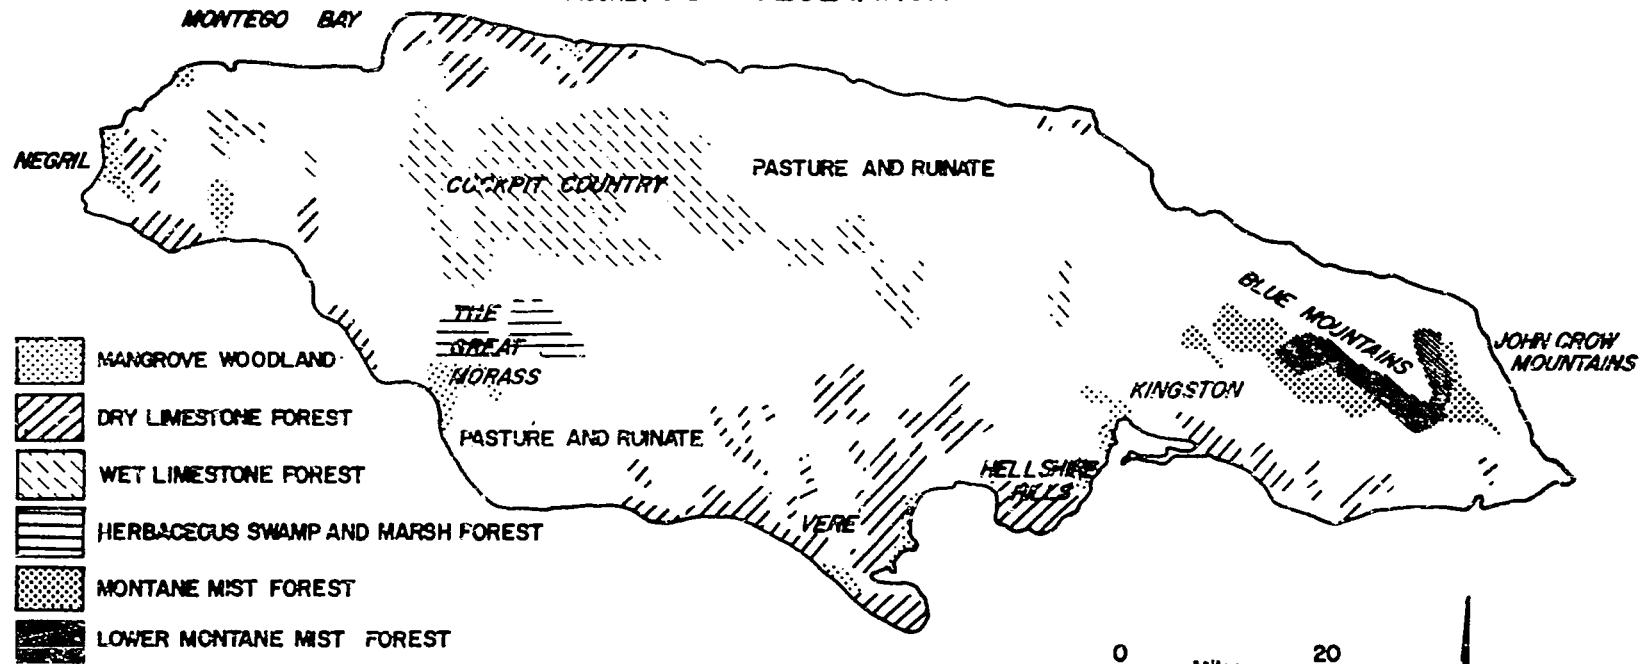 MONTEGO BAY
NEGRIL
COCKPIT COUNTRY
PASTURE AND RUINATE
BLUE MOUNTAINS
JOHN CROW
MOUNTAINS
THE
GREAT
MORASS
KINGSTON
PASTURE AND RUINATE
HELLSHIRE
HILLS
VERE
MANGROVE WOODLAND
DRY LIMESTONE FOREST
WET LIMESTONE FOREST
HERBACEOUS SWAMP AND MARSH FOREST
MONTANE MIST FOREST
LOWER MONTANE MIST FOREST
0 20